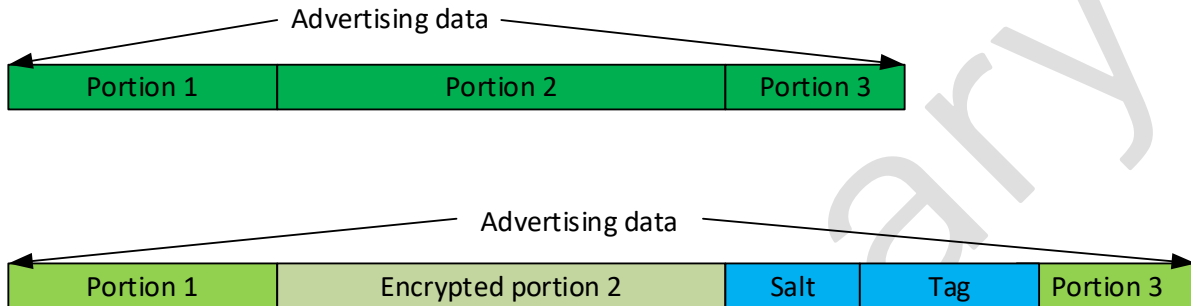 Advertising data
Portion 1 Portion 2 Portion 3
Advertising data
Portion 1 Encrypted portion 2 Salt Tag Portion 3
ary